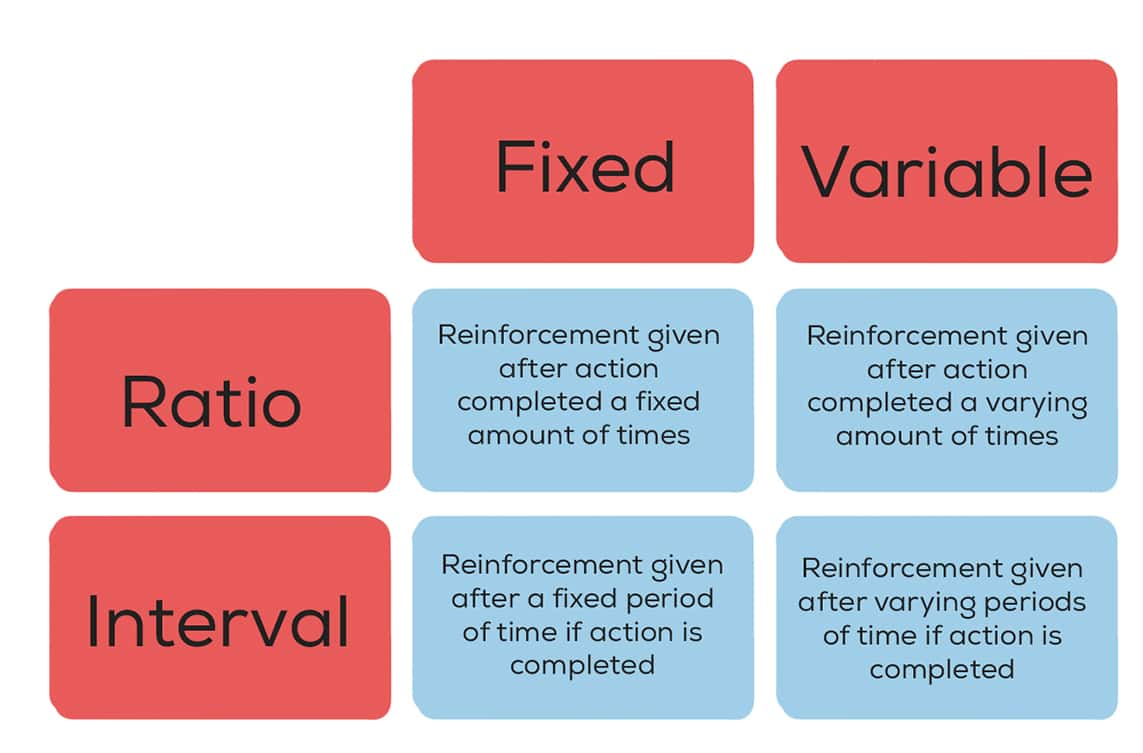 Fixed
Variable
Ratio
Reinforcement given
after action
completed a fixed
amount of times
Reinforcement given
after action
completed a varying
amount of times
Interval
Reinforcement given
after a fixed period
of time if action is
completed
Reinforcement given
after varying periods
of time if action is
completed